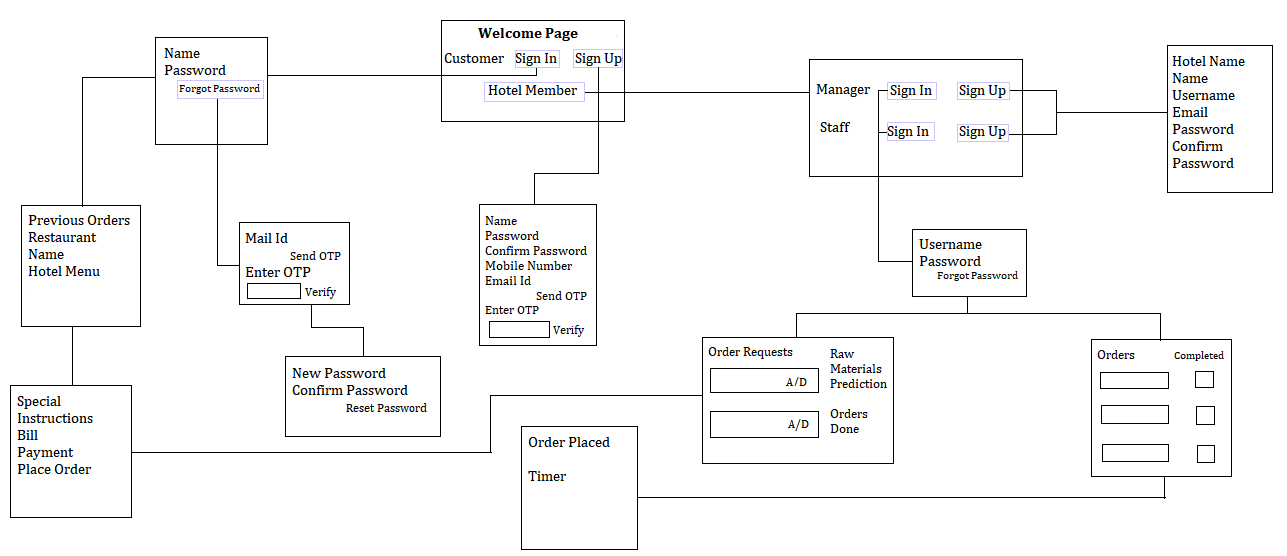 Welcome Page
Customer Sign In Sign Up
Hotel Member
Name
Password
Forgot Password
Manager Sign In Sign Up
Staff Sign In Sign Up
Hotel Name
Name
Username
Email
Password
Confirm
Password
Previous Orders
Restaurant
Name
Hotel Menu
Mail Id
Send OTP
Enter OTP
Verify
Name
Password
Confirm Password
Mobile Number
Email Id
Send OTP
Enter OTP
Verify
Username
Password
Forgot Password
New Password
Confirm Password
Reset Password
Order Requests
A/D
A/D
Raw
Materials
Prediction
Orders
Done
Orders Completed
Special
Instructions
Bill
Payment
Place Order
Order Placed
Timer